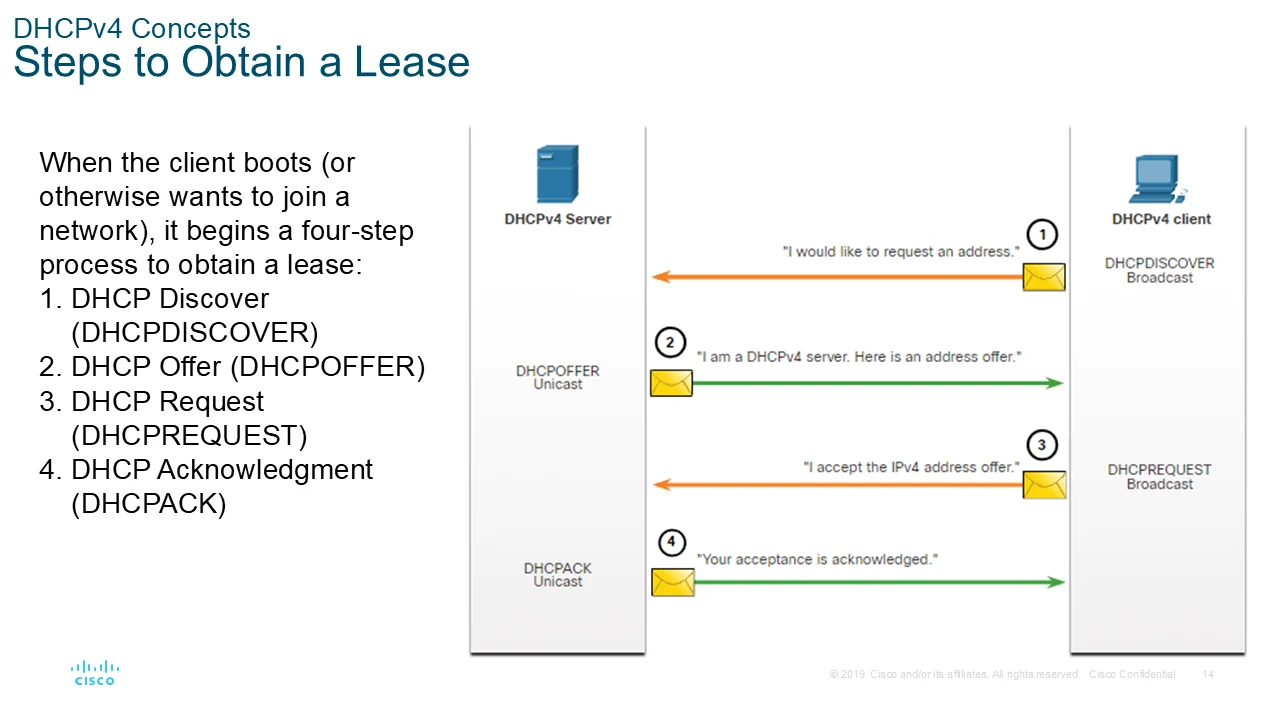 DHCPv4 Concepts
Steps to Obtain a Lease
When the client boots (or
otherwise wants to join a
network), it begins a four-step
process to obtain a lease:
1. DHCP Discover
(DHCPDISCOVER)
2. DHCP Offer (DHCPOFFER)
3. DHCP Request
(DHCPREQUEST)
4. DHCP Acknowledgment
(DHCPACK)
DHCPv4 Server
DHCPv4 client
1
"I would like to request an address."
DHCPDISCOVER
Broadcast
2
"I am a DHCPv4 server. Here is an address offer."
DHCPOFFER
Unicast
3
"I accept the IPv4 address offer."
DHCPREQUEST
Broadcast
4
"Your acceptance is acknowledged."
DHCPACK
Unicast
CISCO
© 2019 Cisco and/or its affiliates. All rights reserved. Cisco Confidential
14